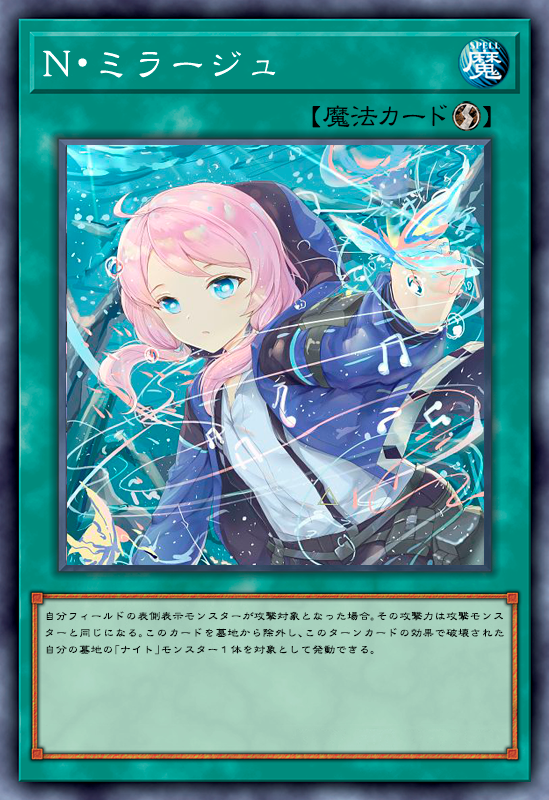 N・ミラージュ
SPELL
魔
【魔法カード】
自分フィールドの表側表示モンスターが攻撃対象となった場合。その攻撃力は攻撃モンス
ターと同じになる。このカードを墓地から除外し、このターンカードの効果で破壊された
自分の墓地の「ナイト」モンスター１体を対象として発動できる。